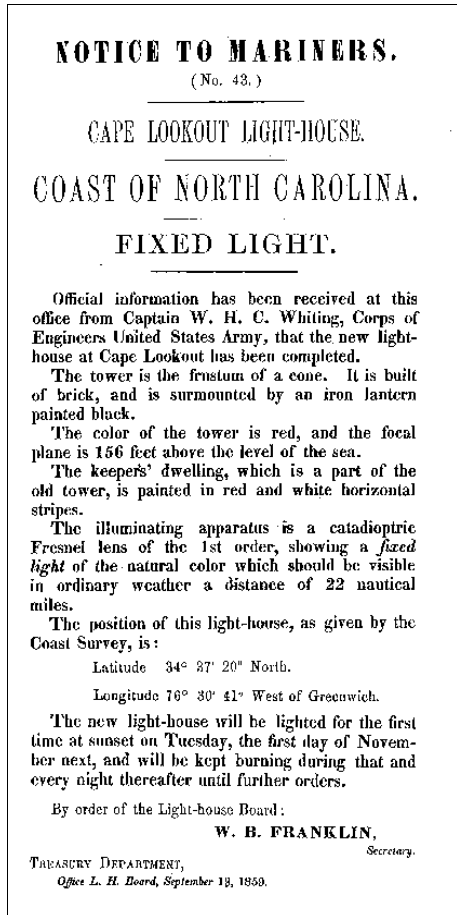 NOTICE TO MARINERS.
(No. 43.)
CAPE LOOKOUT LIGHT-HOUSE.
COAST OF NORTH CAROLINA.
FIXED LIGHT.
Official information has been received at this
office from Captain W. H. C. Whiting, Corps of
Engineers United States Army, that the new light-
house at Cape Lookout has been completed.
The tower is the frustum of a cone. It is built
of brick, and is surmounted by an iron lantern
painted black.
The color of the tower is red, and the focal
plane is 156 feet above the level of the sea.
The keepers' dwelling, which is a part of the
old tower, is painted in red and white horizontal
stripes.
The illuminating apparatus is a catadioptric
Fresnel lens of the 1st order, showing a fixed
light of the natural color which should be visible
in ordinary weather a distance of 22 nautical
miles.
The position of this light-house, as given by the
Coast Survey, is:
Latitude 34° 37' 20" North.
Longitude 76° 30' 41" West of Greenwich.
The new light-house will be lighted for the first
time at sunset on Tuesday, the first day of Novem-
ber next, and will be kept burning during that and
every night thereafter until further orders.
By order of the Light-house Board:
W. B. FRANKLIN,
Secretary.
TREASURY DEPARTMENT,
Office L. H. Board, September 13, 1859.